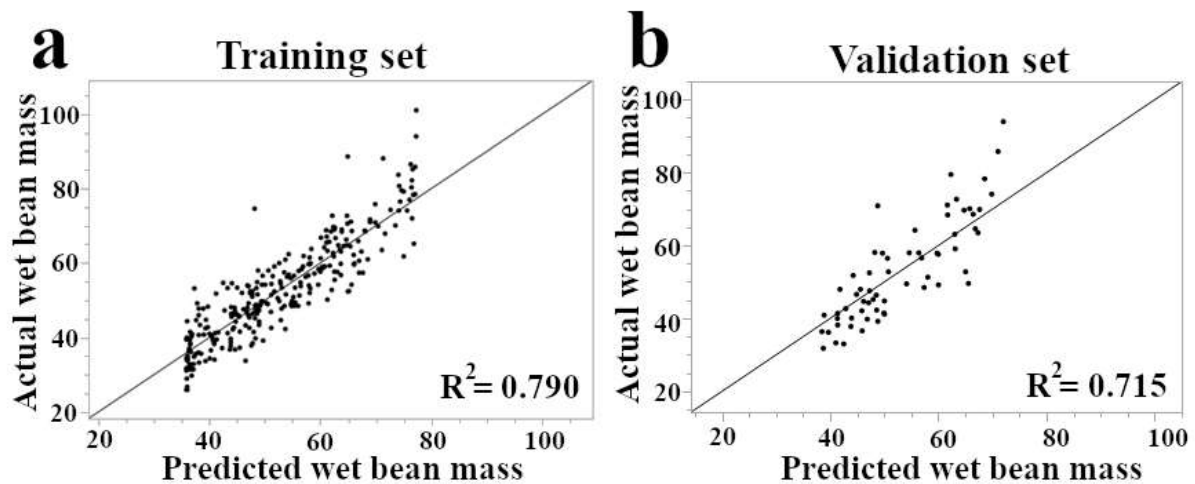 a
Training set
Actual wet bean mass
100
80
60
40
20
R²= 0.790
20 40 60 80 100
Predicted wet bean mass
b
Validation set
Actual wet bean mass
100
80
60
40
20
R²= 0.715
20 40 60 80 100
Predicted wet bean mass